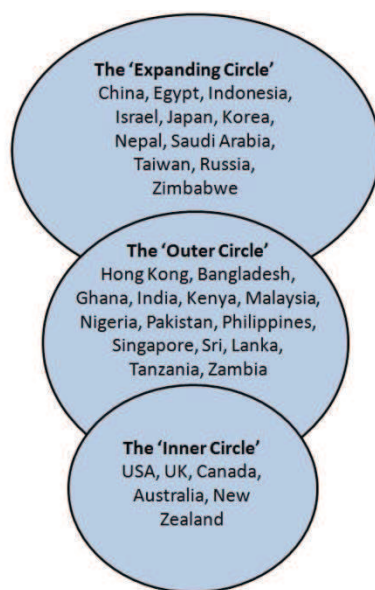 The ‘Expanding Circle’
China, Egypt, Indonesia,
Israel, Japan, Korea,
Nepal, Saudi Arabia,
Taiwan, Russia,
Zimbabwe
The ‘Outer Circle’
Hong Kong, Bangladesh,
Ghana, India, Kenya, Malaysia,
Nigeria, Pakistan, Philippines,
Singapore, Sri, Lanka,
Tanzania, Zambia
The ‘Inner Circle’
USA, UK, Canada,
Australia, New
Zealand